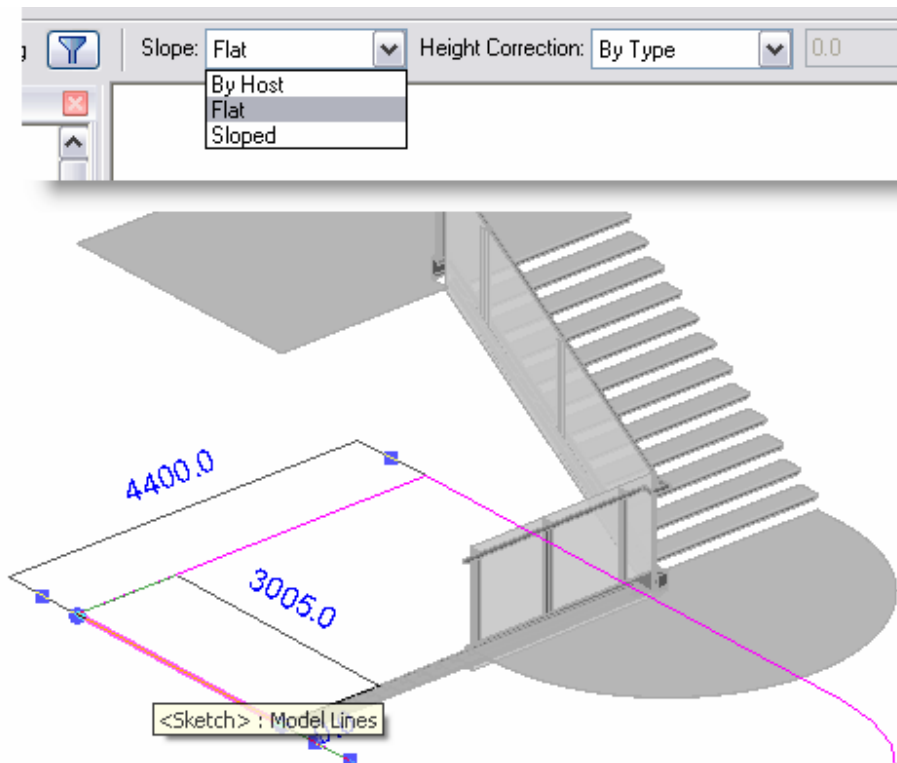 Slope: Flat Height Correction: By Type 0.0
By Host
Flat
Sloped
4400.0
3005.0
<Sketch> : Model Lines